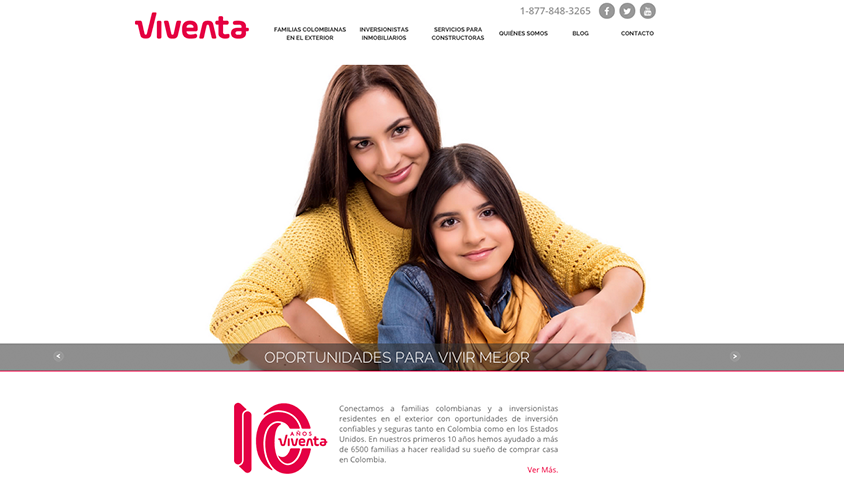 1-877-848-3265
viventa
FAMILIAS COLOMBIANAS
EN EL EXTERIOR
INVERSIONISTAS
INMOBILIARIOS
SERVICIOS PARA
CONSTRUCTORAS
QUIÉNES SOMOS
BLOG
CONTACTO
< OPORTUNIDADES PARA VIVIR MEJOR >
10 AÑOS
viventa
Conectamos a familias colombianas y a inversionistas
residentes en el exterior con oportunidades de inversión
confiables y seguras tanto en Colombia como en los Estados
Unidos. En nuestros primeros 10 años hemos ayudado a más
de 6500 familias a hacer realidad su sueño de comprar casa
en Colombia.
Ver Más.